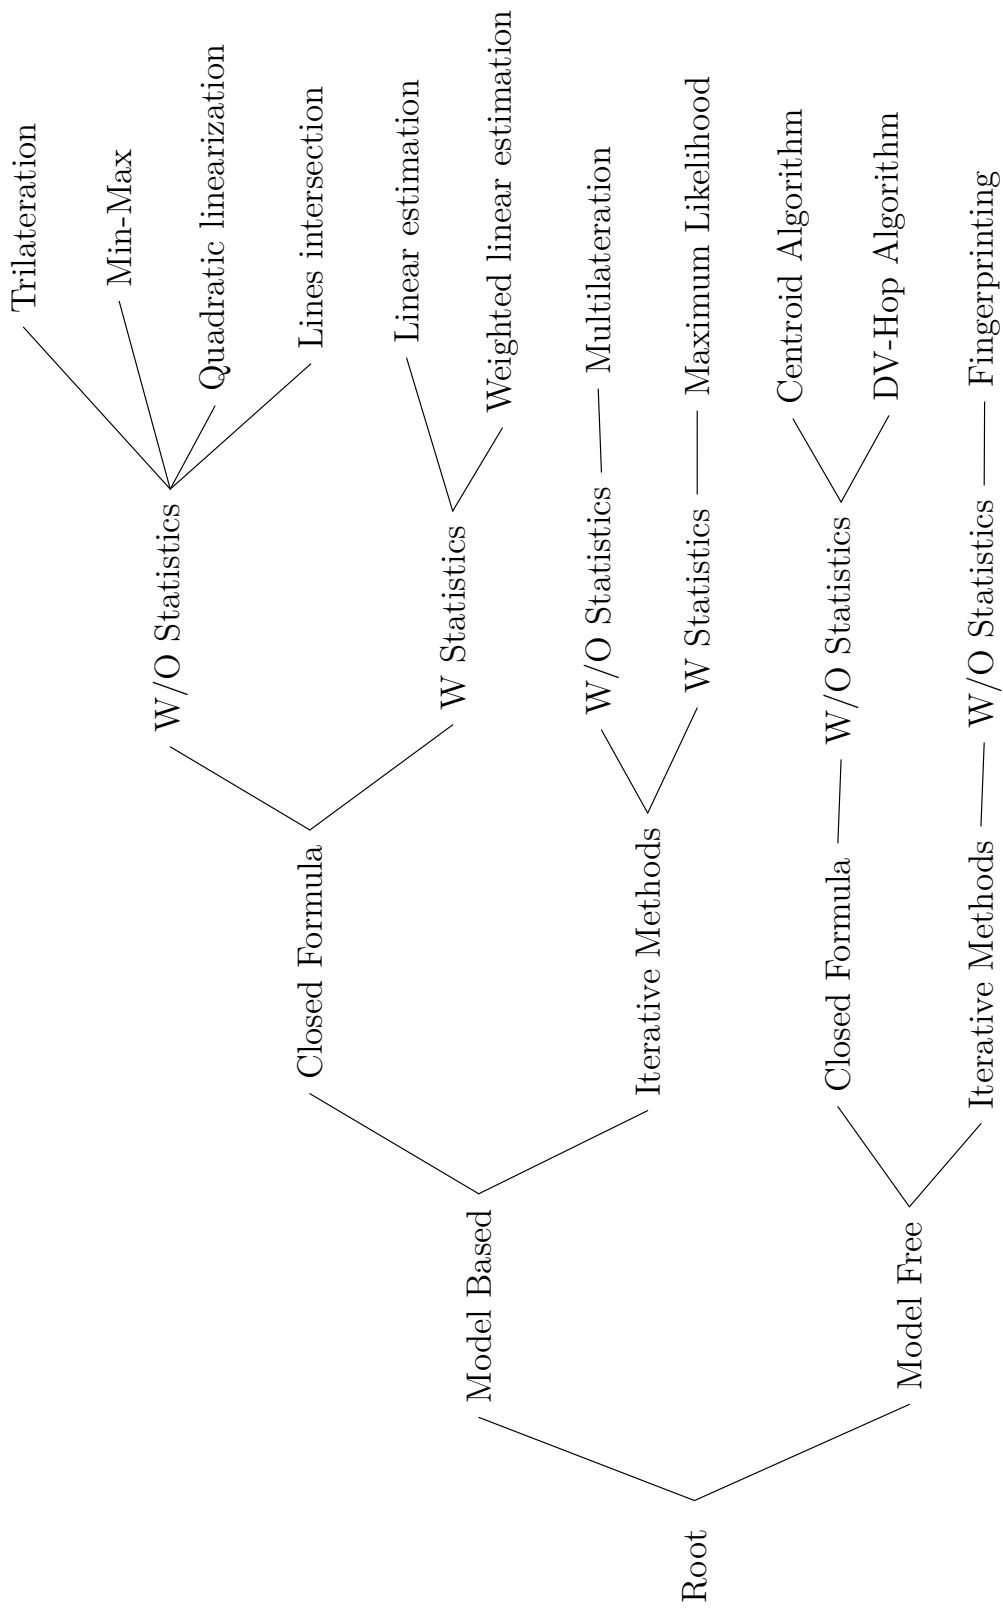 Root
Model Based
Closed Formula
W/O Statistics
Trilateration
Min-Max
Quadratic linearization
Lines intersection
W Statistics
Linear estimation
Weighted linear estimation
Iterative Methods
W/O Statistics
Multilateration
W Statistics
Maximum Likelihood
Model Free
Closed Formula
W/O Statistics
Centroid Algorithm
DV-Hop Algorithm
Iterative Methods
W/O Statistics
Fingerprinting